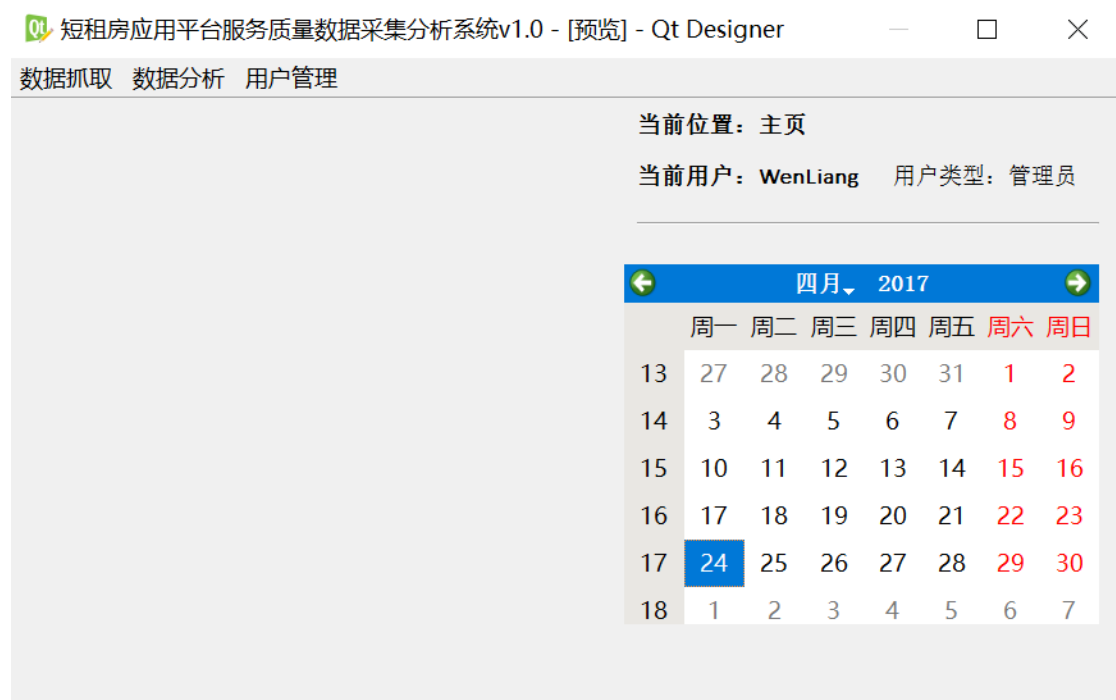 短租房应用平台服务质量数据采集分析系统v1.0 - [预览] - Qt Designer
数据抓取 数据分析 用户管理
当前位置：主页
当前用户：WenLiang 用户类型：管理员
四月 2017
周一 周二 周三 周四 周五 周六 周日
13 27 28 29 30 31 1 2
14 3 4 5 6 7 8 9
15 10 11 12 13 14 15 16
16 17 18 19 20 21 22 23
17 24 25 26 27 28 29 30
18 1 2 3 4 5 6 7